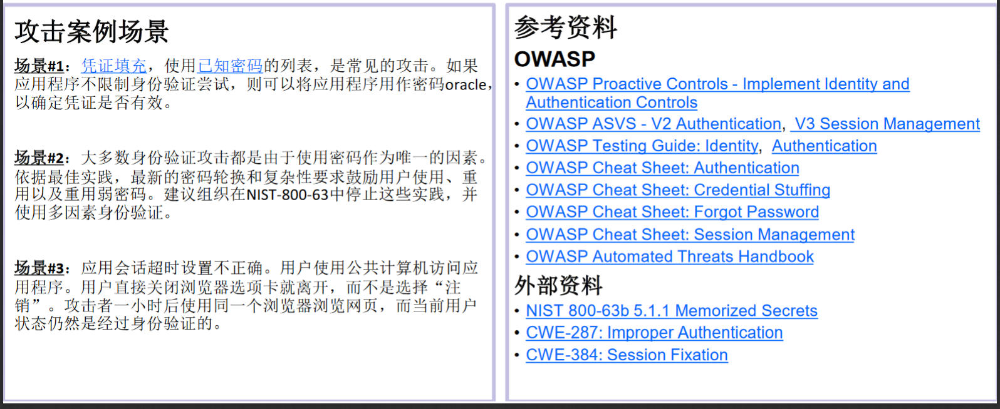 攻击案例场景
场景#1：凭证填充，使用已知密码的列表，是常见的攻击。如果
应用程序不限制身份验证尝试，则可以将应用程序用作密码oracle，
以确定凭证是否有效。
场景#2：大多数身份验证攻击都是由于使用密码作为唯一的因素。
依据最佳实践，最新的密码轮换和复杂性要求鼓励用户使用、重
用以及重用弱密码。建议组织在NIST-800-63中停止这些实践，并
使用多因素身份验证。
场景#3：应用会话超时设置不正确。用户使用公共计算机访问应
用程序。用户直接关闭浏览器选项卡就离开，而不是选择“注
销”。攻击者一小时后使用同一个浏览器浏览网页，而当前用户
状态仍然是经过身份验证的。
参考资料
OWASP
• OWASP Proactive Controls - Implement Identity and
Authentication Controls
• OWASP ASVS - V2 Authentication, V3 Session Management
• OWASP Testing Guide: Identity, Authentication
• OWASP Cheat Sheet: Authentication
• OWASP Cheat Sheet: Credential Stuffing
• OWASP Cheat Sheet: Forgot Password
• OWASP Cheat Sheet: Session Management
• OWASP Automated Threats Handbook
外部资料
• NIST 800-63b 5.1.1 Memorized Secrets
• CWE-287: Improper Authentication
• CWE-384: Session Fixation